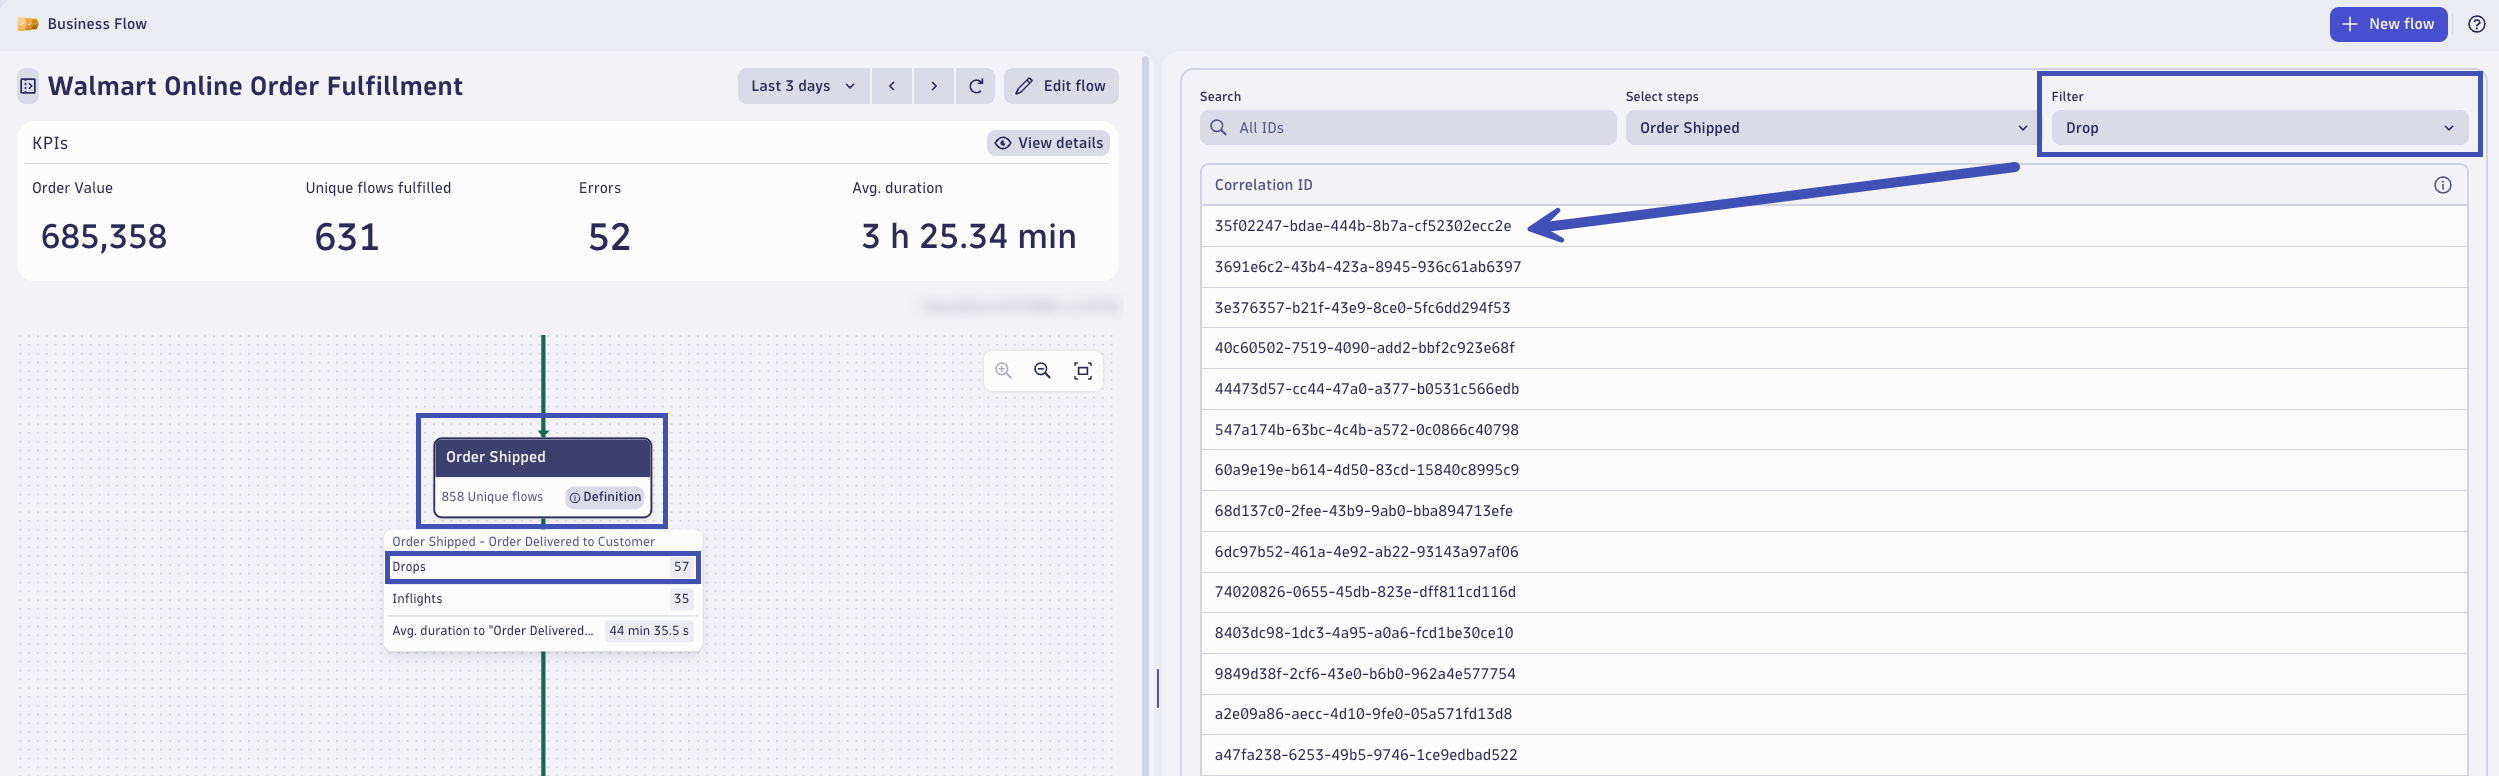 Business Flow
New flow
Walmart Online Order Fulfillment
Last 3 days
Edit flow
KPIs
View details
Order Value
Unique flows fulfilled
Errors
Avg. duration
685,358
631
52
3 h 25.34 min
Order Shipped
858 Unique flows
Definition
Order Shipped - Order Delivered to Customer
Drops
57
Inflights
35
Avg. duration to "Order Delivered...
44 min 35.5 s
Search
All IDs
Select steps
Order Shipped
Filter
Drop
Correlation ID
35f02247-bdae-444b-8b7a-cf52302ecc2e
3691e6c2-43b4-423a-8945-936c61ab6397
3e376357-b21f-43e9-8ce0-5fc6dd294f53
40c60502-7519-4090-add2-bbf2c923e68f
44473d57-cc44-47a0-a377-b0531c566edb
547a174b-63bc-4c4b-a572-0c0866c40798
60a9e19e-b614-4d50-83cd-15840c8995c9
68d137c0-2fee-43b9-9ab0-bba894713efe
6dc97b52-461a-4e92-ab22-93143a97af06
74020826-0655-45db-823e-dff811cd116d
8403dc98-1dc3-4a95-a0a6-fcd1be30ce10
9849d38f-2cf6-43e0-b6b0-962a4e577754
a2e09a86-aecc-4d10-9fe0-05a571fd13d8
a47fa238-6253-49b5-9746-1ce9edbad522